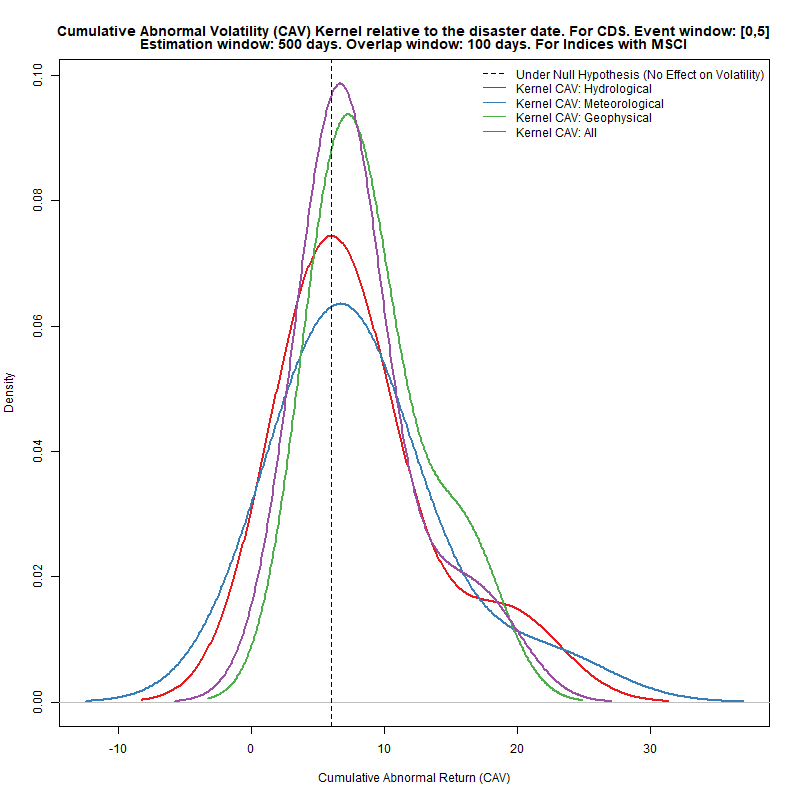 Cumulative Abnormal Volatility (CAV) Kernel relative to the disaster date. For CDS. Event window: [0,5]
Estimation window: 500 days. Overlap window: 100 days. For Indices with MSCI
Under Null Hypothesis (No Effect on Volatility)
Kernel CAV: Hydrological
Kernel CAV: Meteorological
Kernel CAV: Geophysical
Kernel CAV: All
Density
0.10
0.08
0.06
0.04
0.02
0.00
-10 0 10 20 30
Cumulative Abnormal Return (CAV)